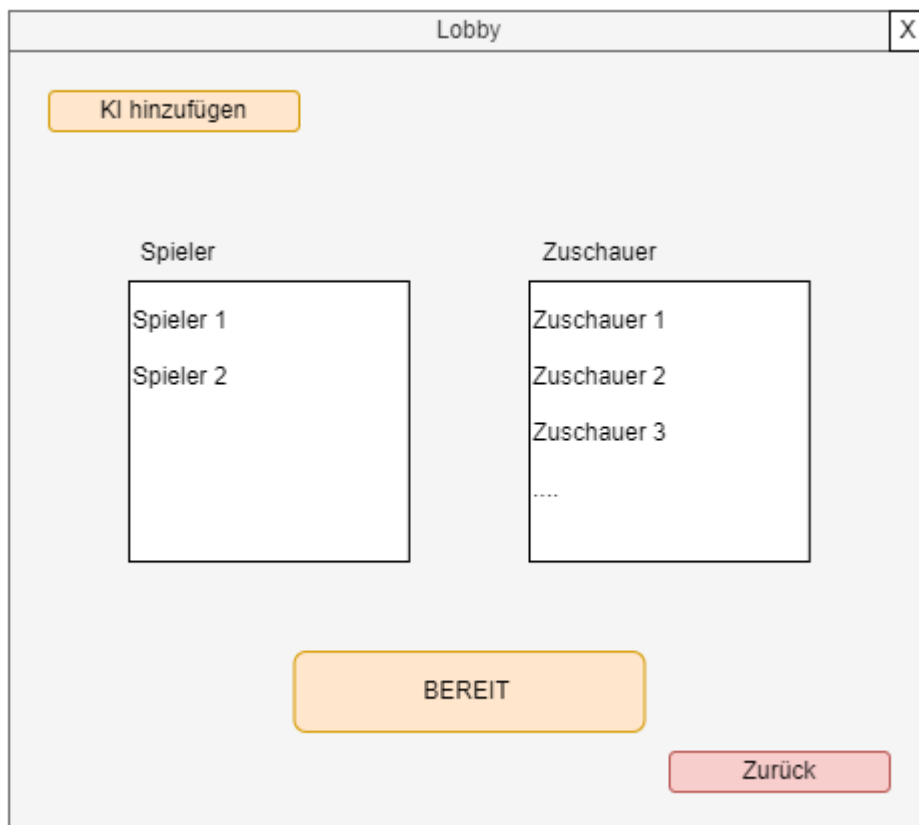 Lobby
X
KI hinzufügen
Spieler
Zuschauer
Spieler 1
Zuschauer 1
Spieler 2
Zuschauer 2
Zuschauer 3
....
BEREIT
Zurück